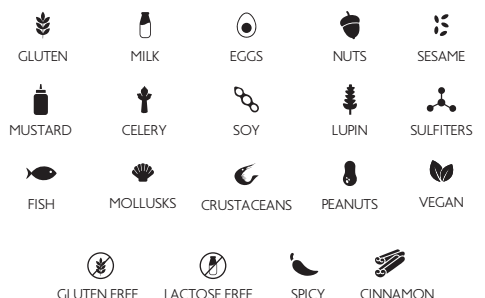 GLUTEN MILK EGGS NUTS SESAME
MUSTARD CELERY SOY LUPIN SULFITERS
FISH MOLLUSKS CRUSTACEANS PEANUTS VEGAN
GLUTEN FREE LACTOSE FREE SPICY CINNAMON